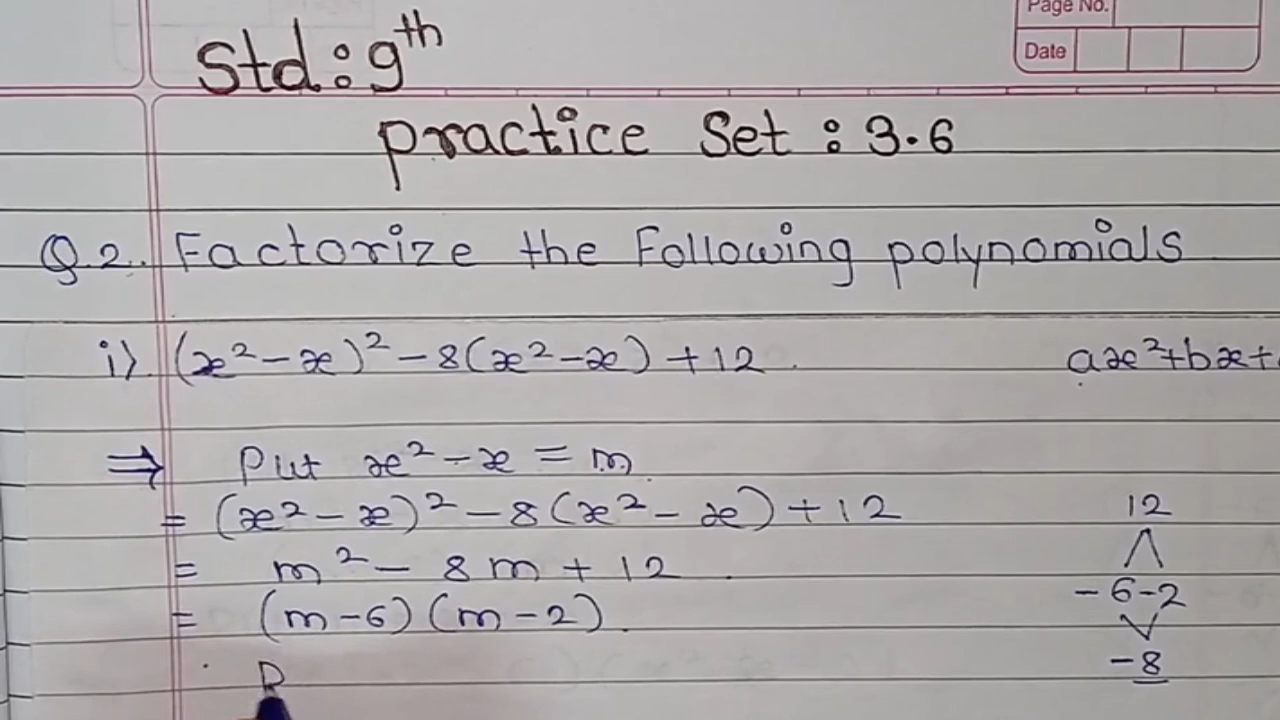 Page No.
Date
Std : 9th
practice Set : 3.6
Q.2. Factorize the Following polynomials
i) (x² - x)² - 8(x² - x) + 12
ax² + bx +
⇒ Put x² - x = m
= (x² - x)² - 8(x² - x) + 12
12
= m² - 8m + 12
-6 -2
= (m - 6) (m - 2)
-8